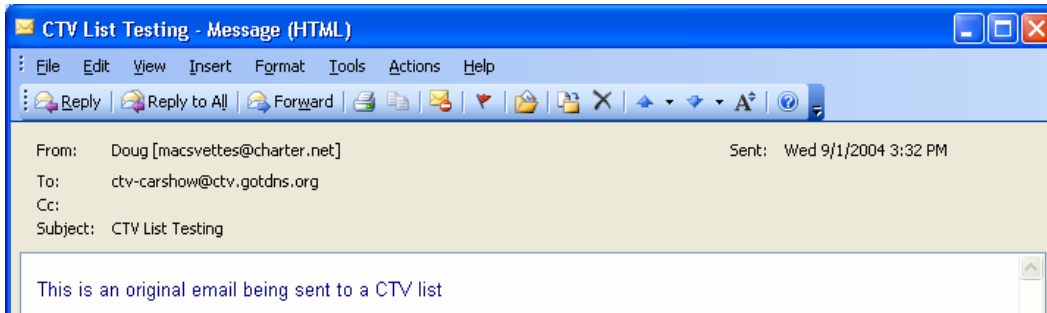 CTV List Testing - Message (HTML)
File Edit View Insert Format Tools Actions Help
Reply Reply to All Forward A
From: Doug [macsvettes@charter.net] Sent: Wed 9/1/2004 3:32 PM
To: ctv-carshow@ctv.gotdns.org
Cc:
Subject: CTV List Testing
This is an original email being sent to a CTV list